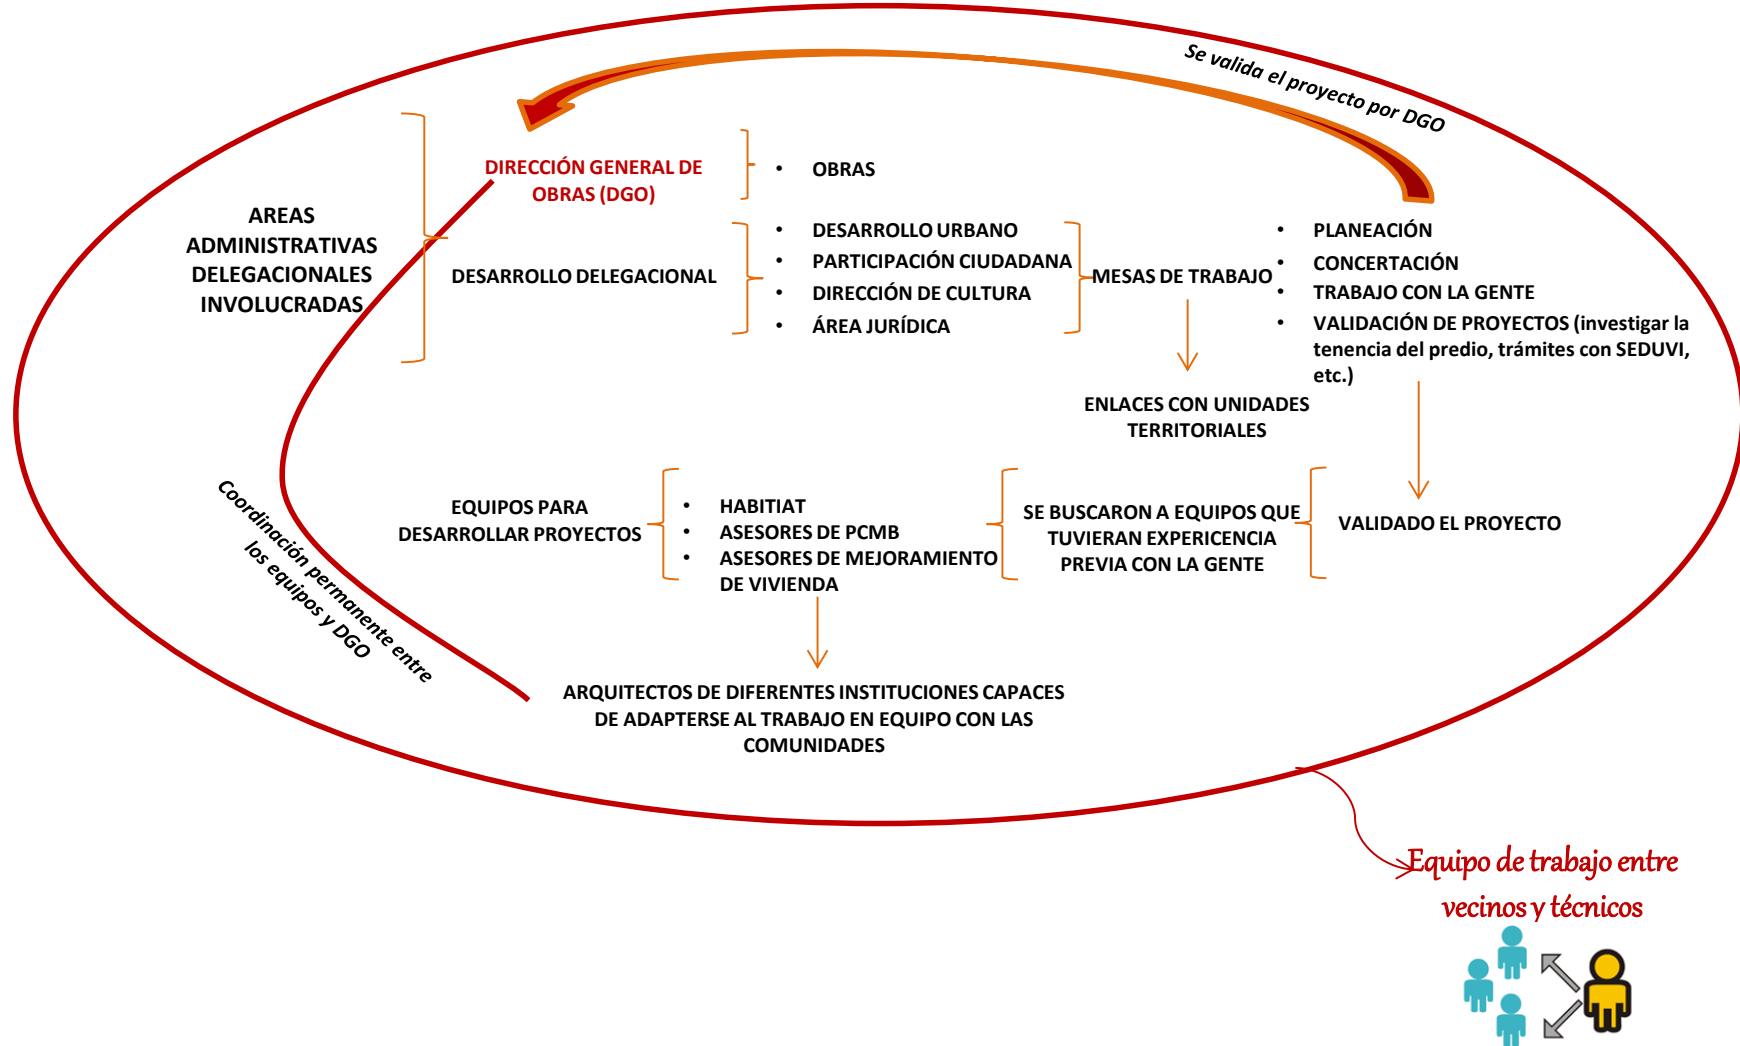 Se valida el proyecto por DGO
DIRECCIÓN GENERAL DE
OBRAS (DGO)
• OBRAS
AREAS
ADMINISTRATIVAS
DELEGACIONALES
INVOLUCRADAS
DESARROLLO DELEGACIONAL
• DESARROLLO URBANO
• PARTICIPACIÓN CIUDADANA
• DIRECCIÓN DE CULTURA
• ÁREA JURÍDICA
MESAS DE TRABAJO
• PLANEACIÓN
• CONCERTACIÓN
• TRABAJO CON LA GENTE
• VALIDACIÓN DE PROYECTOS (investigar la
tenencia del predio, trámites con SEDUVI,
etc.)
ENLACES CON UNIDADES
TERRITORIALES
EQUIPOS PARA
DESARROLLAR PROYECTOS
• HABITIAT
• ASESORES DE PCMB
• ASESORES DE MEJORAMIENTO
DE VIVIENDA
SE BUSCARON A EQUIPOS QUE
TUVIERAN EXPERICENCIA
PREVIA CON LA GENTE
VALIDADO EL PROYECTO
Coordinación permanente entre
los equipos y DGO
ARQUITECTOS DE DIFERENTES INSTITUCIONES CAPACES
DE ADAPTERSE AL TRABAJO EN EQUIPO CON LAS
COMUNIDADES
Equipo de trabajo entre
vecinos y técnicos